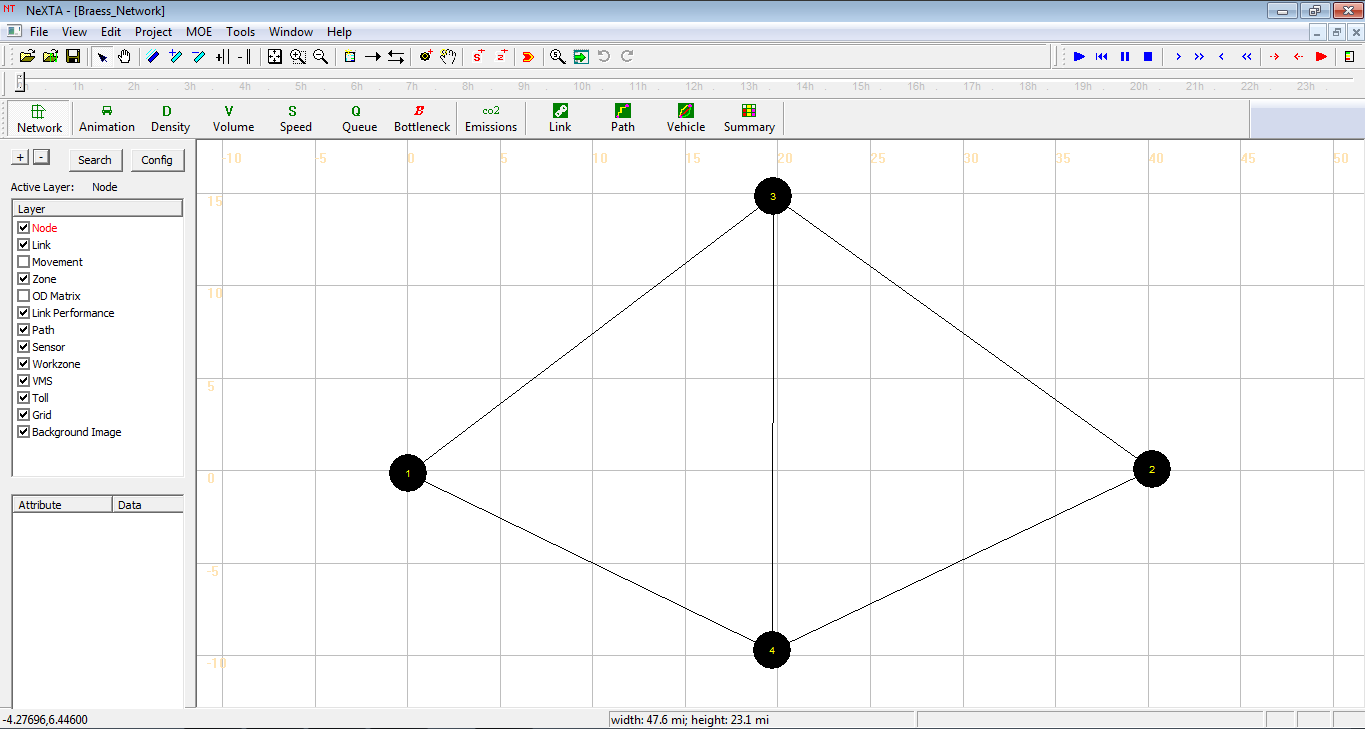 NT NeXTA - [Braess_Network]
File View Edit Project MOE Tools Window Help
1h 2h 3h 4h 5h 6h 7h 8h 9h 10h 11h 12h 13h 14h 15h 16h 17h 18h 19h 20h 21h 22h 23h
D V S Q B co2
Network Animation Density Volume Speed Queue Bottleneck Emissions Link Path Vehicle Summary
+ - Search Config
Active Layer: Node
Layer
Node
Link
Movement
Zone
OD Matrix
Link Performance
Path
Sensor
Workzone
VMS
Toll
Grid
Background Image
Attribute Data
-10 -5 0 5 10 15 20 25 30 35 40 45 50
15
10
5
0
-5
-10
3
1
2
4
-4.27696,6.44600
width: 47.6 mi; height: 23.1 mi